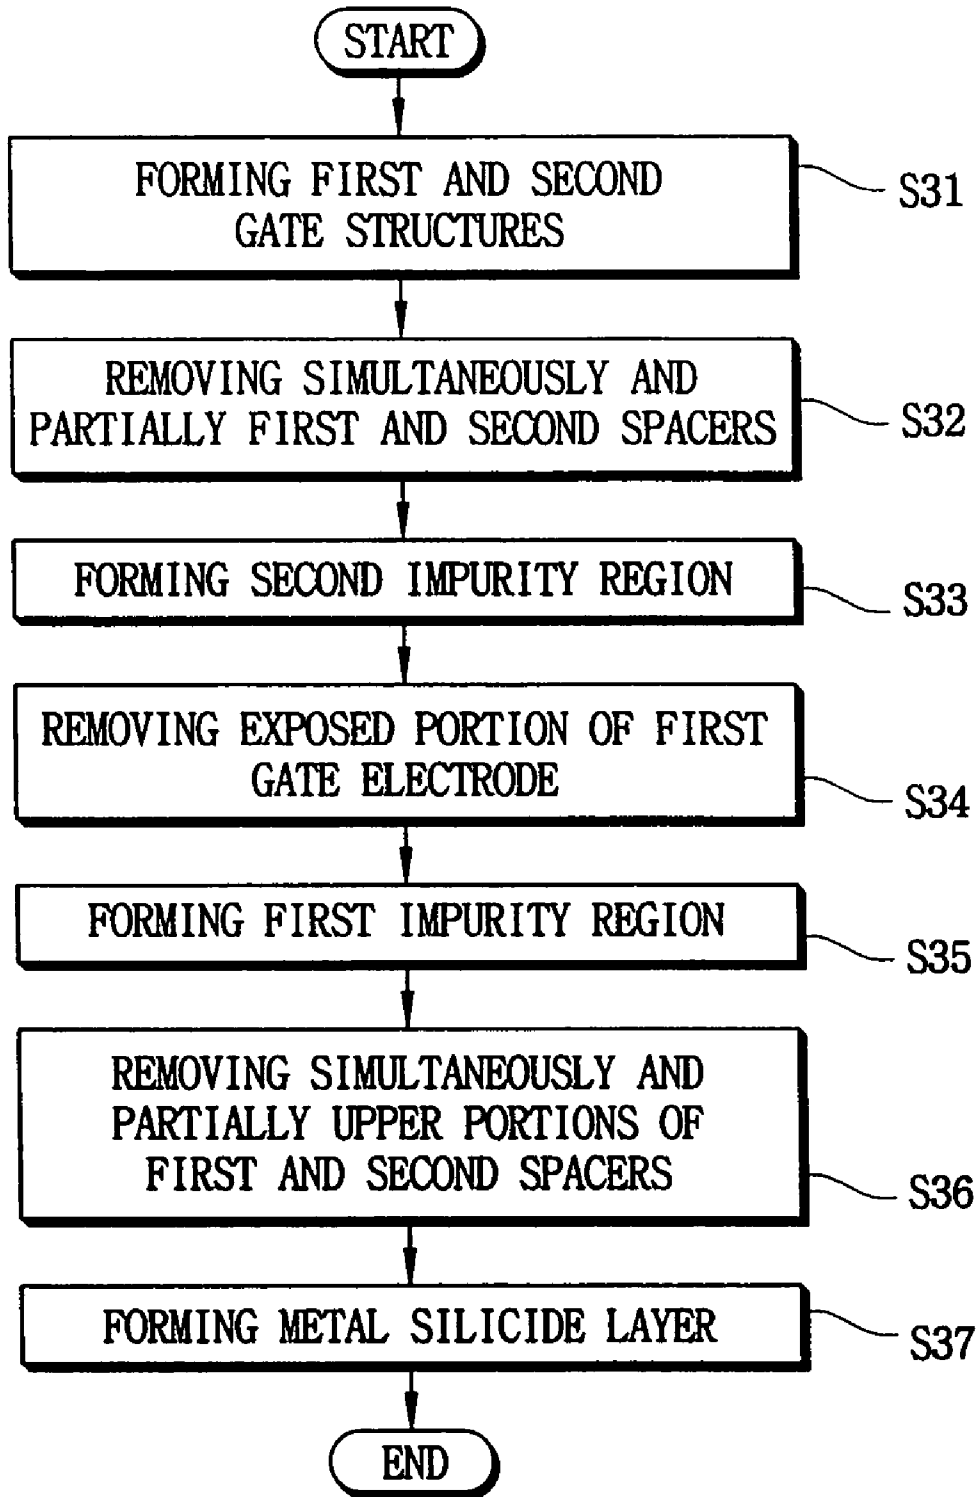 START
FORMING FIRST AND SECOND
GATE STRUCTURES
S31
REMOVING SIMULTANEOUSLY AND
PARTIALLY FIRST AND SECOND SPACERS
S32
FORMING SECOND IMPURITY REGION
S33
REMOVING EXPOSED PORTION OF FIRST
GATE ELECTRODE
S34
FORMING FIRST IMPURITY REGION
S35
REMOVING SIMULTANEOUSLY AND
PARTIALLY UPPER PORTIONS OF
FIRST AND SECOND SPACERS
S36
FORMING METAL SILICIDE LAYER
S37
END